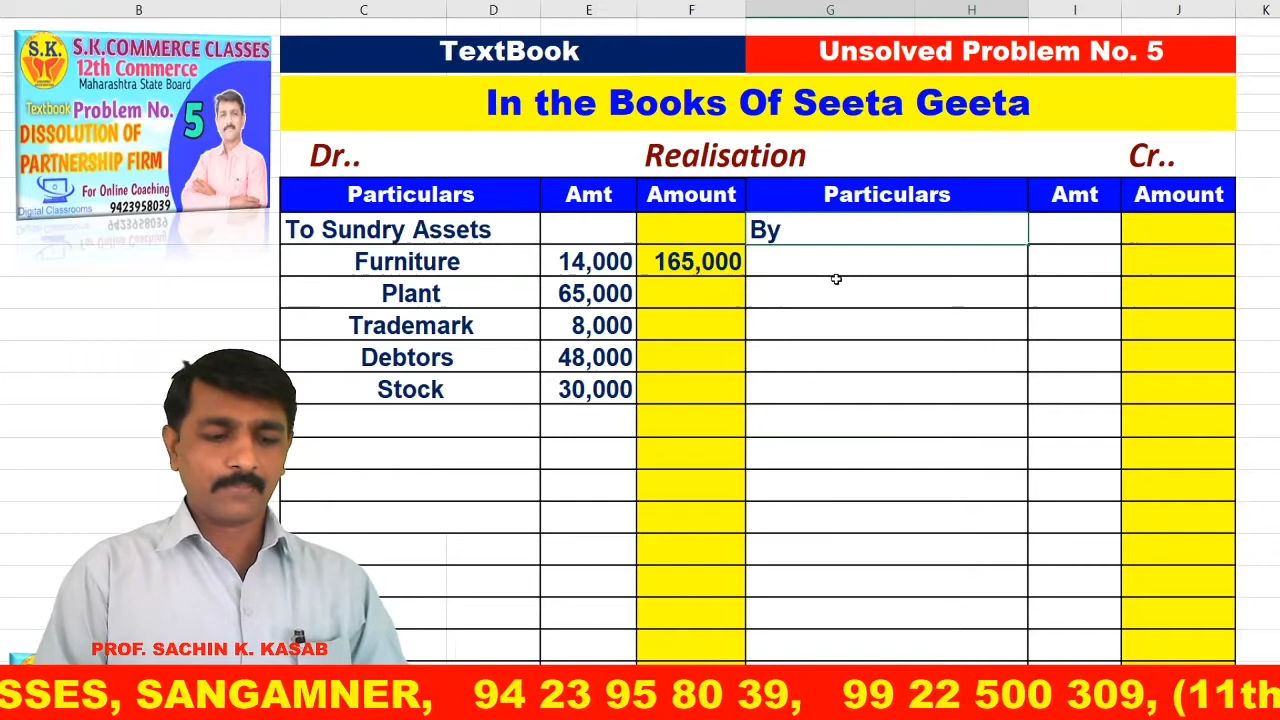 B C D E F G H I J K
S.K.
S.K.COMMERCE CLASSES
12th Commerce
Maharashtra State Board
Textbook Problem No. 5
DISSOLUTION OF
PARTNERSHIP FIRM
For Online Coaching
Digital Classrooms 9423958039
TextBook Unsolved Problem No. 5
In the Books Of Seeta Geeta
Dr.. Realisation Cr..
Particulars Amt Amount Particulars Amt Amount
To Sundry Assets By
Furniture 14,000 165,000
Plant 65,000
Trademark 8,000
Debtors 48,000
Stock 30,000
PROF. SACHIN K. KASAB
SSES, SANGAMNER, 94 23 95 80 39, 99 22 500 309, (11th